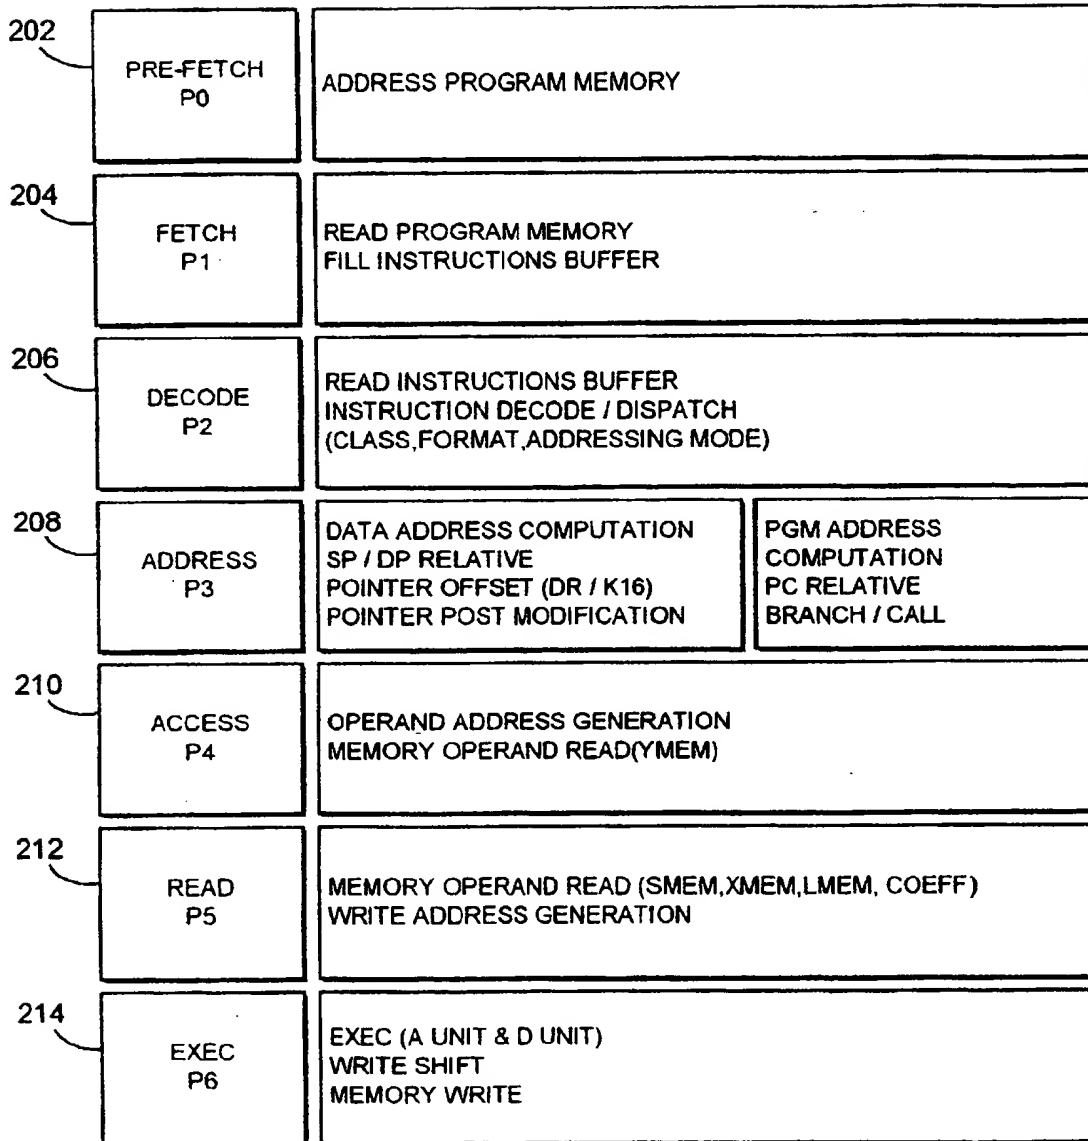 202
PRE-FETCH
P0
ADDRESS PROGRAM MEMORY
204
FETCH
P1
READ PROGRAM MEMORY
FILL INSTRUCTIONS BUFFER
206
DECODE
P2
READ INSTRUCTIONS BUFFER
INSTRUCTION DECODE / DISPATCH
(CLASS,FORMAT,ADDRESSING MODE)
208
ADDRESS
P3
DATA ADDRESS COMPUTATION
SP / DP RELATIVE
POINTER OFFSET (DR / K16)
POINTER POST MODIFICATION
PGM ADDRESS
COMPUTATION
PC RELATIVE
BRANCH / CALL
210
ACCESS
P4
OPERAND ADDRESS GENERATION
MEMORY OPERAND READ(YMEM)
212
READ
P5
MEMORY OPERAND READ (SMEM,XMEM,LMEM, COEFF)
WRITE ADDRESS GENERATION
214
EXEC
P6
EXEC (A UNIT & D UNIT)
WRITE SHIFT
MEMORY WRITE